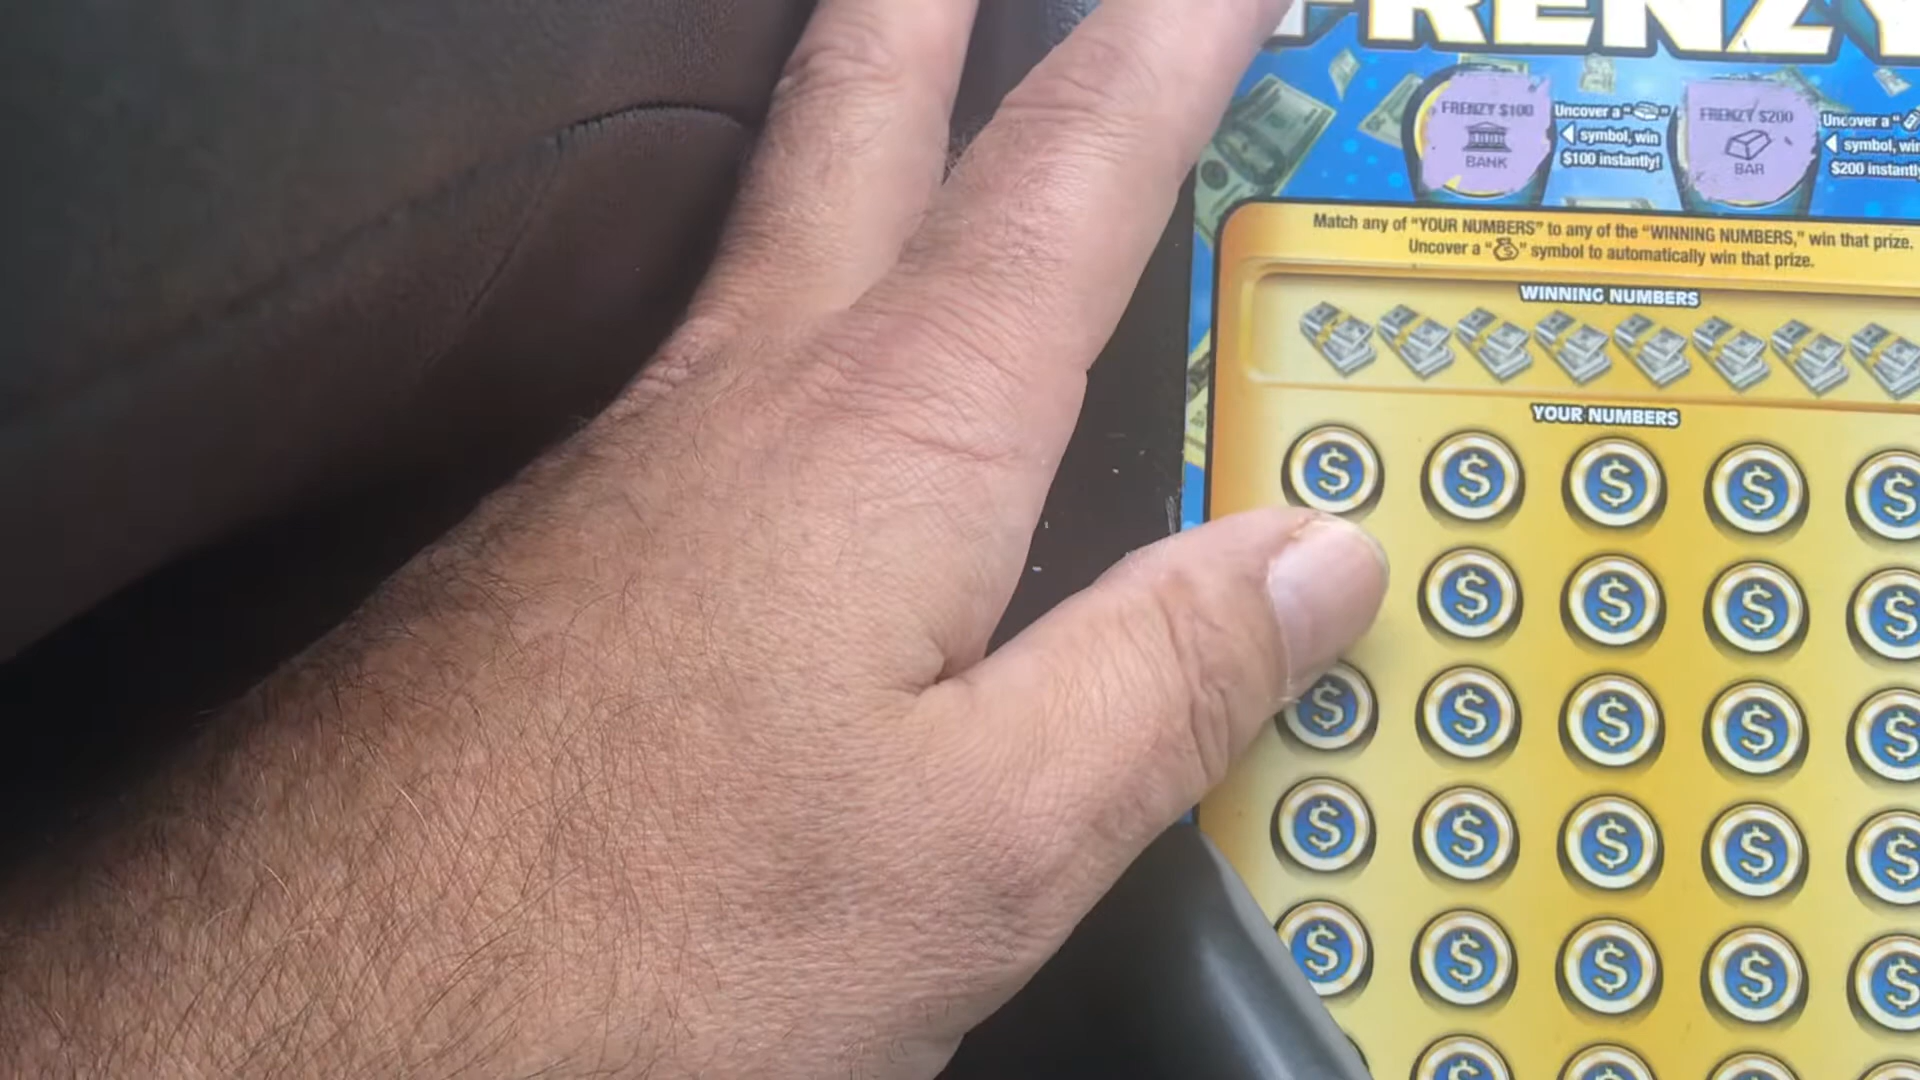 FRENZY
FRENZY $100
BANK
Uncover a " "
symbol, win
$100 instantly!
FRENZY $200
BAR
Uncover a "
symbol, win
$200 instantly
Match any of "YOUR NUMBERS" to any of the "WINNING NUMBERS," win that prize.
Uncover a " " symbol to automatically win that prize.
WINNING NUMBERS
YOUR NUMBERS